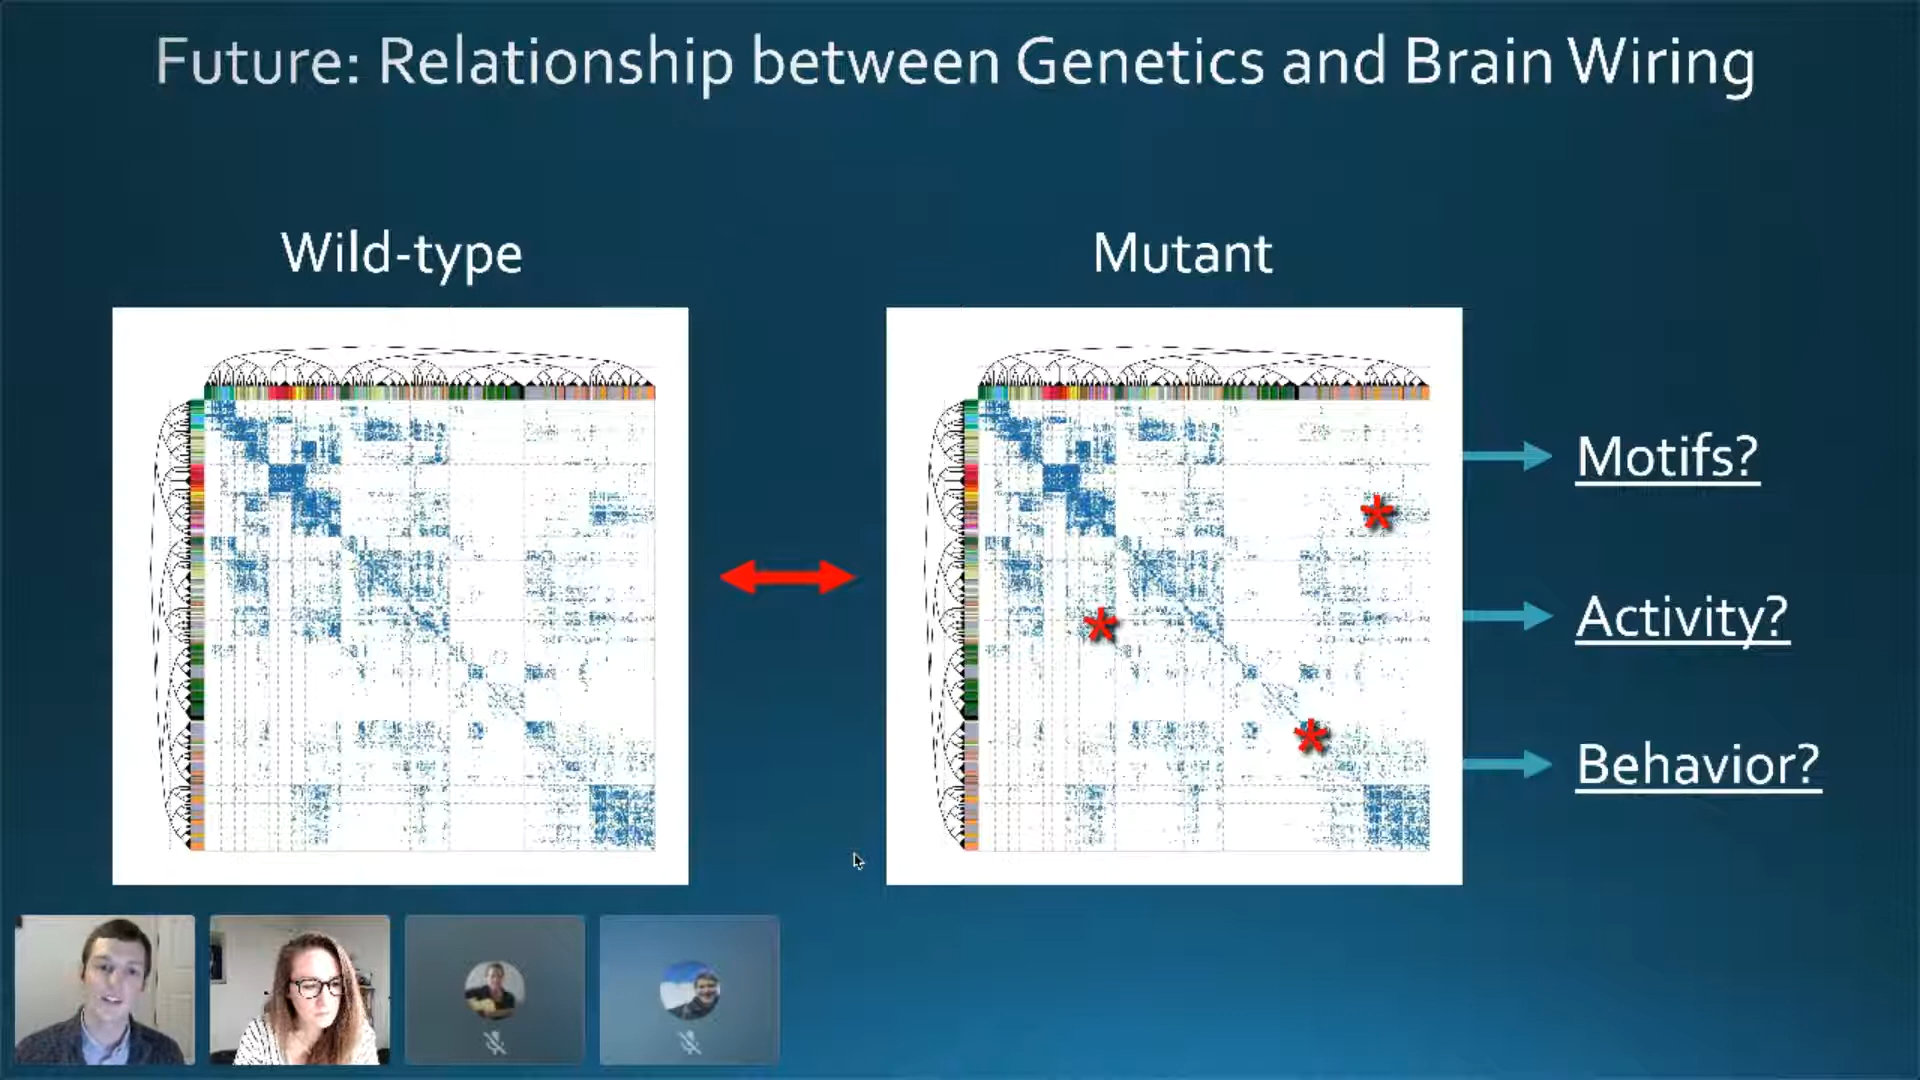 Future: Relationship between Genetics and Brain Wiring
Wild-type
Mutant
Motifs?
*
Activity?
*
*
Behavior?